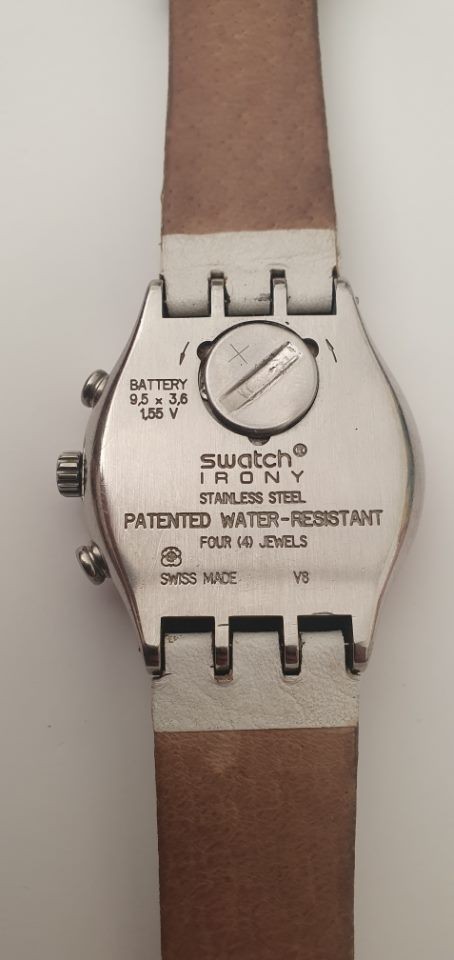 BATTERY
9,5 x 3,6
1,55 V
swatch®
IRONY
STAINLESS STEEL
PATENTED WATER-RESISTANT
FOUR (4) JEWELS
SWISS MADE V8